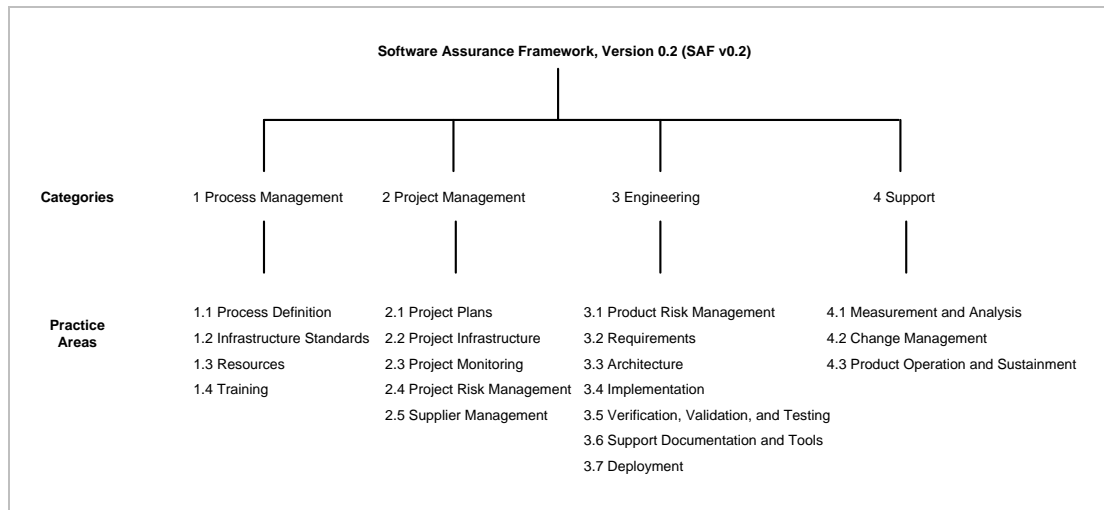 Software Assurance Framework, Version 0.2 (SAF v0.2)
Categories
1 Process Management
2 Project Management
3 Engineering
4 Support
Practice
Areas
1.1 Process Definition
1.2 Infrastructure Standards
1.3 Resources
1.4 Training
2.1 Project Plans
2.2 Project Infrastructure
2.3 Project Monitoring
2.4 Project Risk Management
2.5 Supplier Management
3.1 Product Risk Management
3.2 Requirements
3.3 Architecture
3.4 Implementation
3.5 Verification, Validation, and Testing
3.6 Support Documentation and Tools
3.7 Deployment
4.1 Measurement and Analysis
4.2 Change Management
4.3 Product Operation and Sustainment